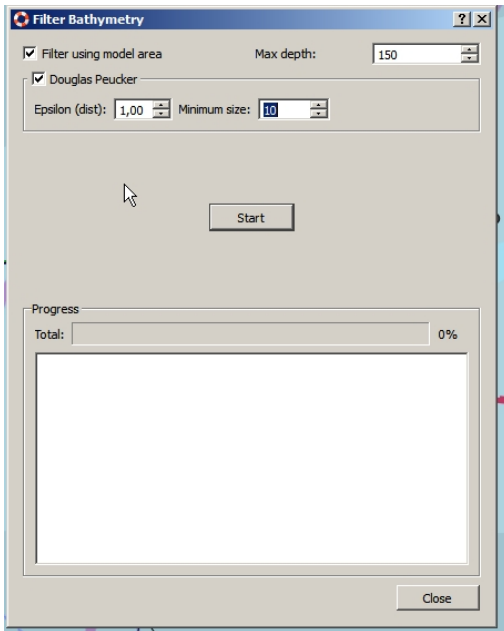 Filter Bathymetry
Filter using model area Max depth: 150
Douglas Peucker
Epsilon (dist): 1,00 Minimum size: 10
Start
Progress
Total: 0%
Close